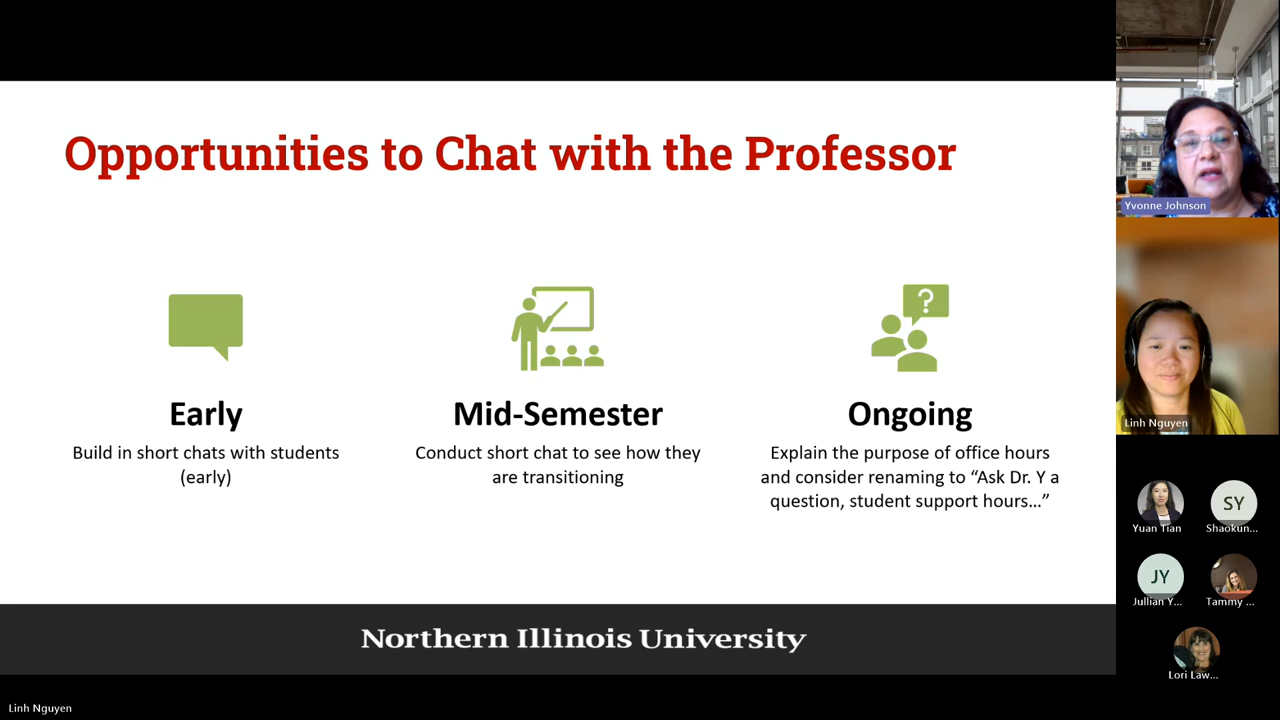 Opportunities to Chat with the Professor
Early
Build in short chats with students
(early)
Mid-Semester
Conduct short chat to see how they
are transitioning
?
Ongoing
Explain the purpose of office hours
and consider renaming to “Ask Dr. Y a
question, student support hours...”
Northern Illinois University
Yvonne Johnson
Linh Nguyen
Yuan Tian
SY
Shaokun...
JY
Jullian Y...
Tammy ...
Lori Law...
Linh Nguyen